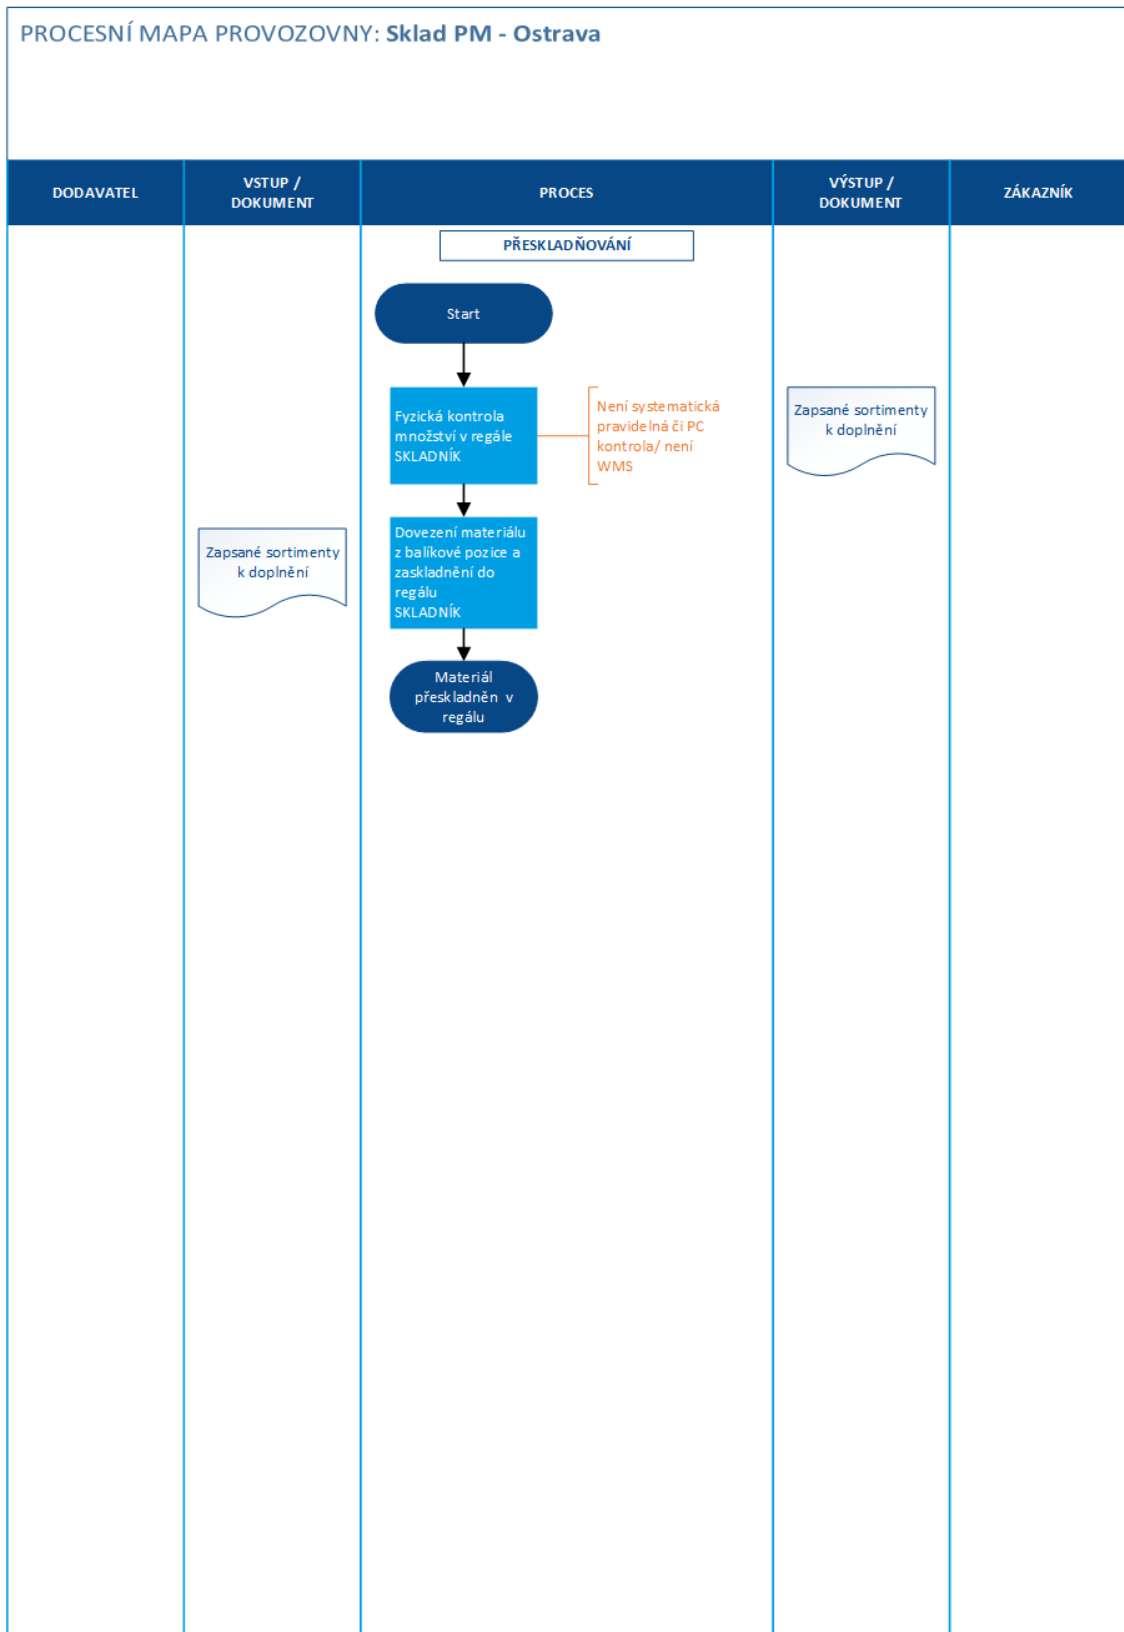 PROCESNÍ MAPA PROVOZOVNY: Sklad PM - Ostrava
DODAVATEL
VSTUP /
DOKUMENT
PROCES
VÝSTUP /
DOKUMENT
ZÁKAZNÍK
PŘESKLADŇOVÁNÍ
Start
Fyzická kontrola
množství v regále
SKLADNÍK
Není systematická
pravidelná či PC
kontrola/ není
WMS
Zapsané sortimenty
k doplnění
Zapsané sortimenty
k doplnění
Dovezení materiálu
z balíkové pozice a
zaskladnění do
regálu
SKLADNÍK
Materiál
přeskladněn v
regálu